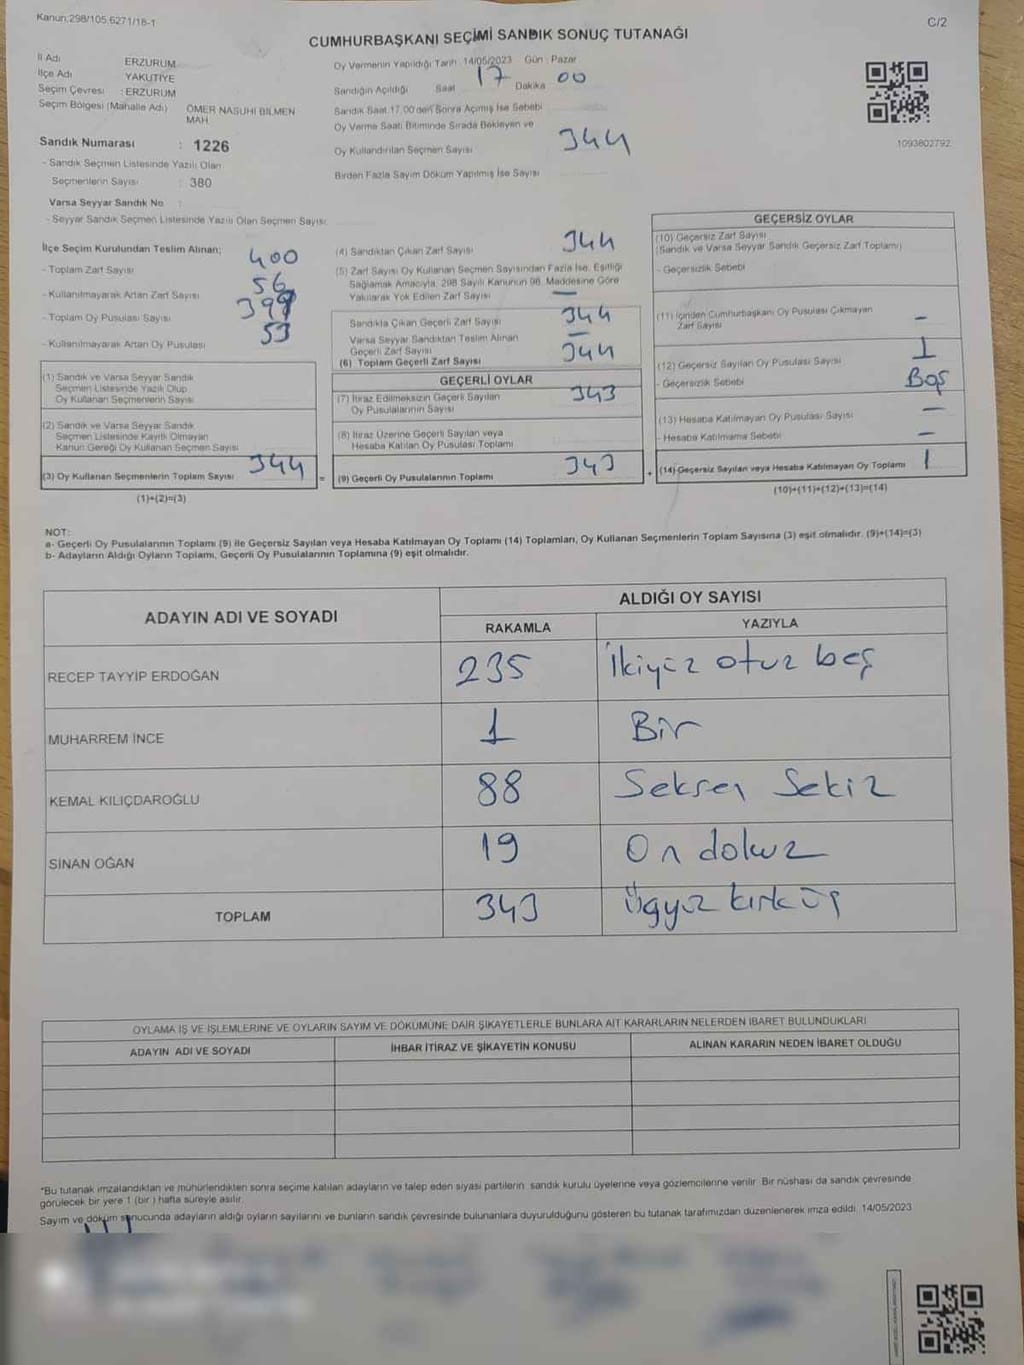 Kanun:298/105,6271/18-1
C/2
CUMHURBAŞKANI SEÇİMİ SANDIK SONUÇ TUTANAĞI
İl Adı ERZURUM
İlçe Adı YAKUTİYE
Seçim Çevresi : ERZURUM
Seçim Bölgesi (Mahalle Adı) ÖMER NASUHİ BİLMEN MAH.
Sandık Numarası : 1226
- Sandık Seçmen Listesinde Yazılı Olan
Seçmenlerin Sayısı : 380
Varsa Seyyar Sandık No :
- Seyyar Sandık Seçmen Listesinde Yazılı Olan Seçmen Sayısı:
Oy Vermenin Yapıldığı Tarih: 14/05/2023 Gün : Pazar
Sandığın Açıldığı Saat 17 Dakika 00
Sandık Saat 17.00'den Sonra Açılmış İse Sebebi
Oy Verme Saati Bitiminde Sırada Bekleyen ve
Oy Kullandırılan Seçmen Sayısı 344
Birden Fazla Sayım Döküm Yapılmış İse Sayısı
1093802792
İlçe Seçim Kurulundan Teslim Alınan;
- Toplam Zarf Sayısı 400
- Kullanılmayarak Artan Zarf Sayısı 56
- Toplam Oy Pusulası Sayısı
- Kullanılmayarak Artan Oy Pusulası 53
(1) Sandık ve Varsa Seyyar Sandık
Seçmen Listesinde Yazılı Olup
Oy Kullanan Seçmenlerin Sayısı
(2) Sandık ve Varsa Seyyar Sandık
Seçmen Listesinde Kayıtlı Olmayan
Kanun Gereği Oy Kullanan Seçmen Sayısı
(3) Oy Kullanan Seçmenlerin Toplam Sayısı 344
(1)+(2)=(3)
(4) Sandıktan Çıkan Zarf Sayısı 344
(5) Zarf Sayısı Oy Kullanan Seçmen Sayısından Fazla İse, Eşitliği
Sağlamak Amacıyla, 298 Sayılı Kanunun 98. Maddesine Göre
Yakılarak Yok Edilen Zarf Sayısı —
Sandıkta Çıkan Geçerli Zarf Sayısı 344
Varsa Seyyar Sandıktan Teslim Alınan
Geçerli Zarf Sayısı —
(6) Toplam Geçerli Zarf Sayısı 344
GEÇERLİ OYLAR
(7) İtiraz Edilmeksizin Geçerli Sayılan
Oy Pusulalarının Sayısı 343
(8) İtiraz Üzerine Geçerli Sayılan veya
Hesaba Katılan Oy Pusulası Toplamı
= (9) Geçerli Oy Pusulalarının Toplamı 343
GEÇERSİZ OYLAR
(10) Geçersiz Zarf Sayısı
(Sandık ve Varsa Seyyar Sandık Geçersiz Zarf Toplamı)
- Geçersizlik Sebebi
(11) İçinden Cumhurbaşkanı Oy Pusulası Çıkmayan
Zarf Sayısı —
(12) Geçersiz Sayılan Oy Pusulası Sayısı 1
- Geçersizlik Sebebi Boş
(13) Hesaba Katılmayan Oy Pusulası Sayısı —
- Hesaba Katılmama Sebebi —
+ (14) Geçersiz Sayılan veya Hesaba Katılmayan Oy Toplamı 1
(10)+(11)+(12)+(13)=(14)
NOT:
a- Geçerli Oy Pusulalarının Toplamı (9) ile Geçersiz Sayılan veya Hesaba Katılmayan Oy Toplamı (14) Toplamları, Oy Kullanan Seçmenlerin Toplam Sayısına (3) eşit olmalıdır. (9)+(14)=(3)
b- Adayların Aldığı Oyların Toplamı, Geçerli Oy Pusulalarının Toplamına (9) eşit olmalıdır.
ADAYIN ADI VE SOYADI ALDIĞI OY SAYISI
RAKAMLA YAZIYLA
RECEP TAYYİP ERDOĞAN 235 İkiyüz otuz beş
MUHARREM İNCE 1 Bir
KEMAL KILIÇDAROĞLU 88 Seksen Sekiz
SİNAN OĞAN 19 On dokuz
TOPLAM 343 Üçyüz kırküç
OYLAMA İŞ VE İŞLEMLERİNE VE OYLARIN SAYIM VE DÖKÜMÜNE DAİR ŞİKAYETLERLE BUNLARA AİT KARARLARIN NELERDEN İBARET BULUNDUKLARI
ADAYIN ADI VE SOYADI İHBAR İTİRAZ VE ŞİKAYETİN KONUSU ALINAN KARARIN NEDEN İBARET OLDUĞU
*Bu tutanak imzalandıktan ve mühürlendikten sonra seçime katılan adayların ve talep eden siyasi partilerin, sandık kurulu üyelerine veya gözlemcilerine verilir. Bir nüshası da sandık çevresinde
görülecek bir yere 1 (bir) hafta süreyle asılır.
Sayım ve döküm sonucunda adayların aldığı oyların sayılarını ve bunların sandık çevresinde bulunanlara duyurulduğunu gösteren bu tutanak tarafımızdan düzenlenerek imza edildi. 14/05/2023